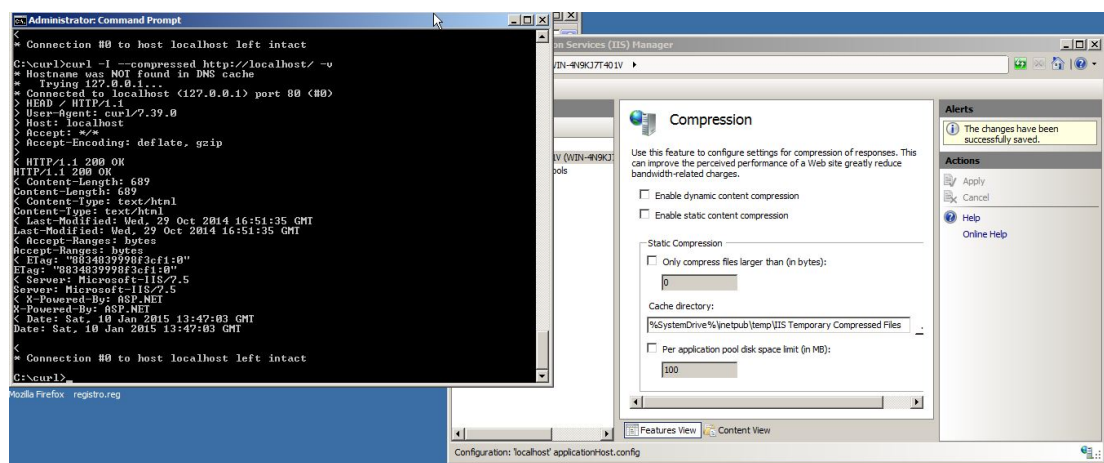 Administrator: Command Prompt
<
* Connection #0 to host localhost left intact
C:\curl>curl -I --compressed http://localhost/ -v
* Hostname was NOT found in DNS cache
*   Trying 127.0.0.1...
* Connected to localhost (127.0.0.1) port 80 (#0)
> HEAD / HTTP/1.1
> User-Agent: curl/7.39.0
> Host: localhost
> Accept: */*
> Accept-Encoding: deflate, gzip
>
< HTTP/1.1 200 OK
HTTP/1.1 200 OK
< Content-Length: 689
Content-Length: 689
< Content-Type: text/html
Content-Type: text/html
< Last-Modified: Wed, 29 Oct 2014 16:51:35 GMT
Last-Modified: Wed, 29 Oct 2014 16:51:35 GMT
< Accept-Ranges: bytes
Accept-Ranges: bytes
< ETag: "8834839998f3cf1:0"
ETag: "8834839998f3cf1:0"
< Server: Microsoft-IIS/7.5
Server: Microsoft-IIS/7.5
< X-Powered-By: ASP.NET
X-Powered-By: ASP.NET
< Date: Sat, 10 Jan 2015 13:47:03 GMT
Date: Sat, 10 Jan 2015 13:47:03 GMT
<
* Connection #0 to host localhost left intact
C:\curl>_
Mozilla Firefox registro.reg
on Services (IIS) Manager
WIN-4N9KJ7T401V
1V (WIN-4N9KJ7
ools
Compression
Use this feature to configure settings for compression of responses. This
can improve the perceived performance of a Web site greatly reduce
bandwidth-related charges.
Enable dynamic content compression
Enable static content compression
Static Compression
Only compress files larger than (in bytes):
0
Cache directory:
%SystemDrive%\inetpub\temp\IIS Temporary Compressed Files
.
Per application pool disk space limit (in MB):
100
Features View
Content View
Alerts
The changes have been
successfully saved.
Actions
Apply
Cancel
Help
Online Help
Configuration: 'localhost' applicationHost.config